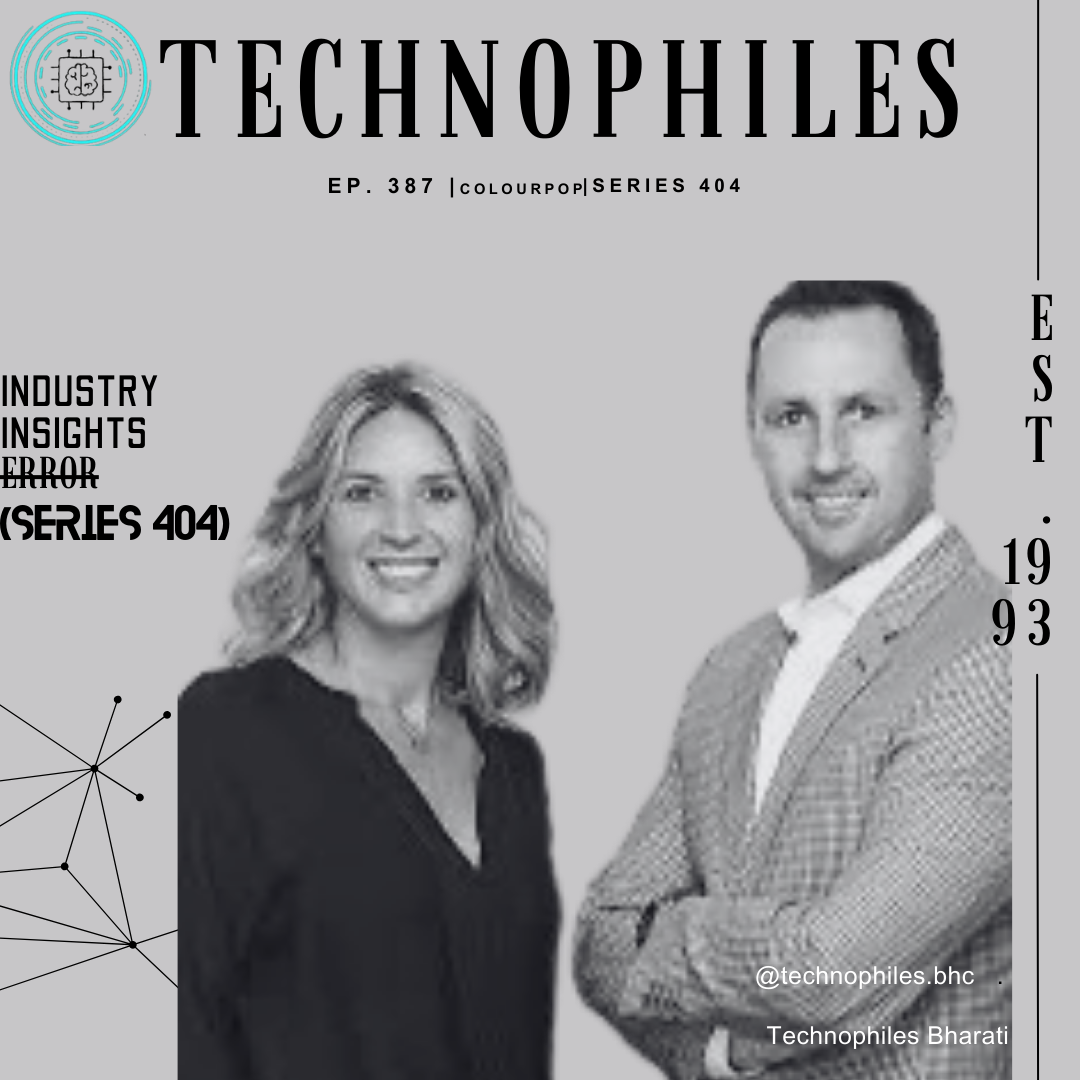 TECHNOPHILES
EP. 387 |COLOURPOP|SERIES 404
INDUSTRY
INSIGHTS
ERROR
(SERIES 404)
E
S
T
.
19
93
@technophiles.bhc .
Technophiles Bharati